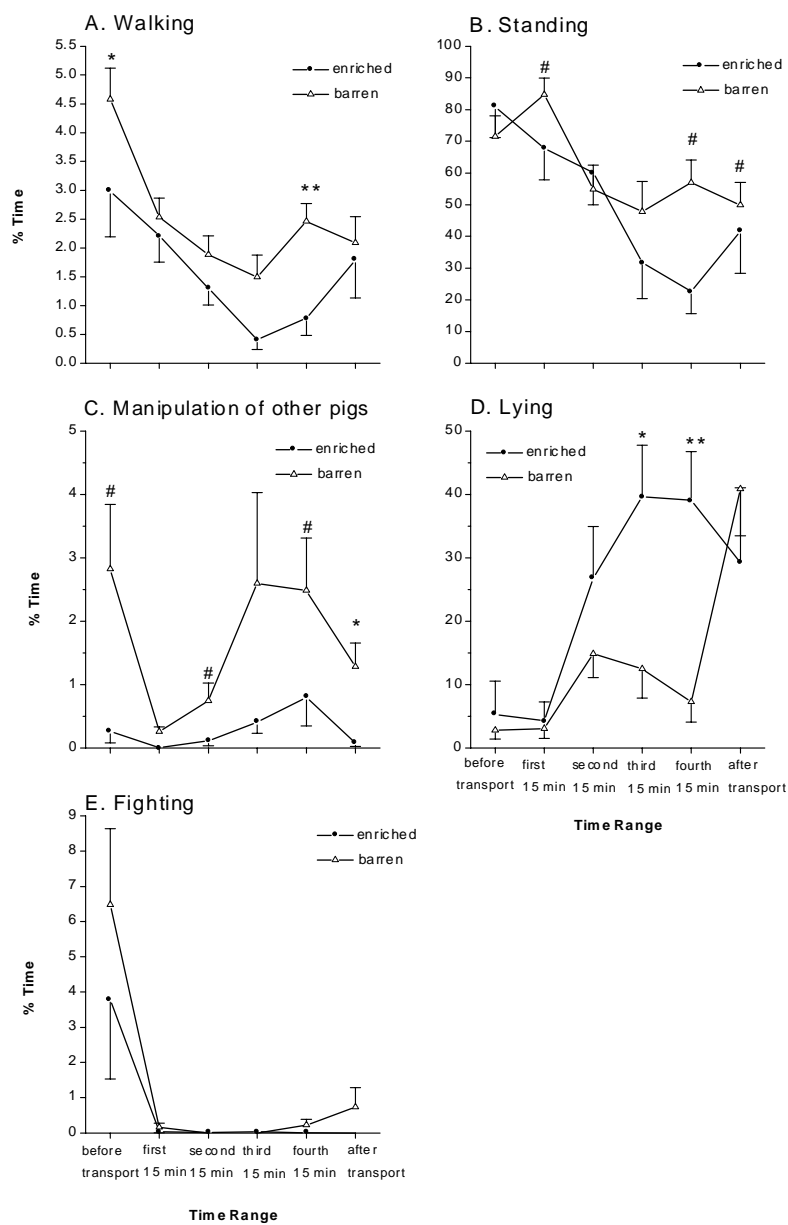 A. Walking
5.5
5.0
4.5
4.0
3.5
3.0
2.5
2.0
1.5
1.0
0.5
0.0
% Time
*
**
enriched
barren
B. Standing
100
90
80
70
60
50
40
30
20
10
0
#
#
#
enriched
barren
C. Manipulation of other pigs
5
4
3
2
1
0
% Time
#
#
#
*
enriched
barren
D. Lying
50
40
30
20
10
0
*
**
enriched
barren
before first second third fourth after
transport 15 min 15 min 15 min 15 min transport
Time Range
E. Fighting
9
8
7
6
5
4
3
2
1
0
% Time
enriched
barren
before first second third fourth after
transport 15 min 15 min 15 min 15 min transport
Time Range